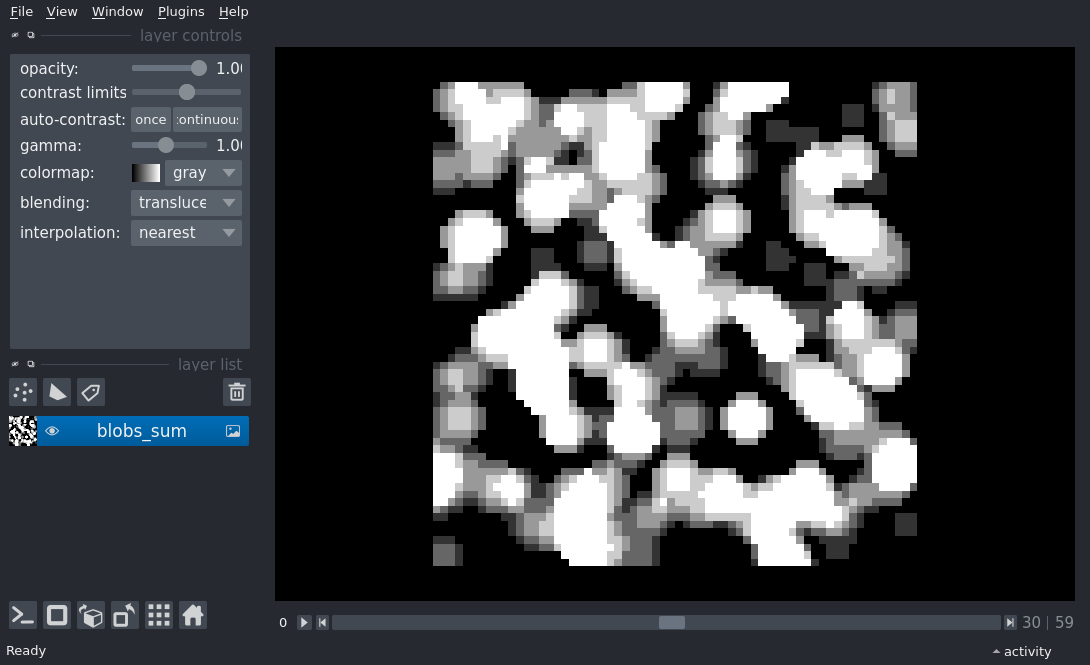 File View Window Plugins Help
layer controls
opacity: 1.0
contrast limits
auto-contrast: once continuous
gamma: 1.0
colormap: gray
blending: transluce
interpolation: nearest
layer list
blobs_sum
0 30 | 59
Ready activity